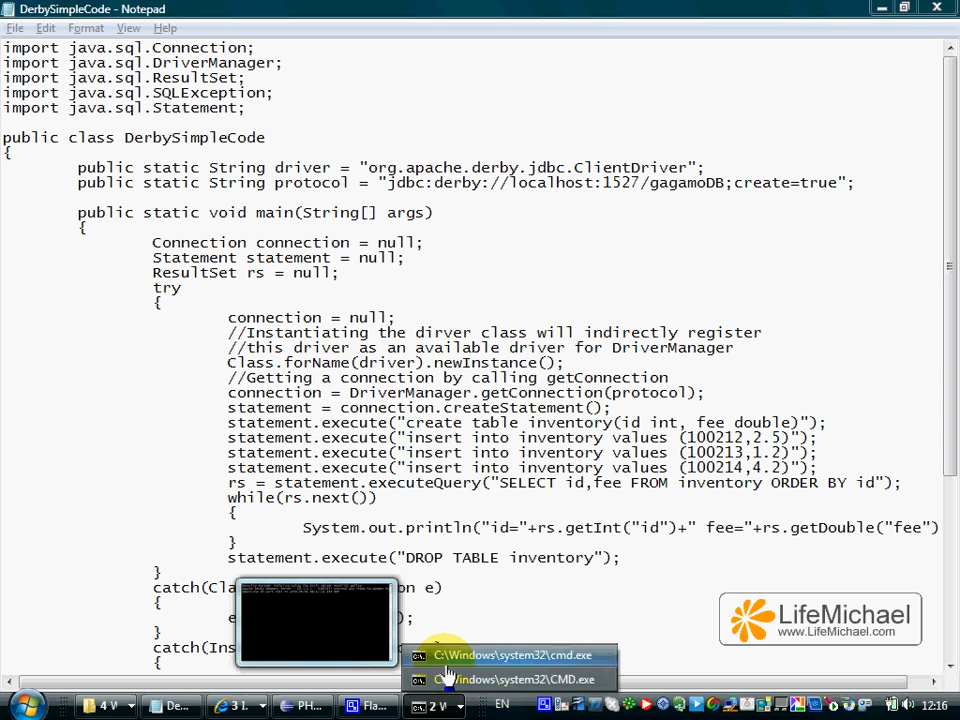 DerbySimpleCode - Notepad
File Edit Format View Help
import java.sql.Connection;
import java.sql.DriverManager;
import java.sql.ResultSet;
import java.sql.SQLException;
import java.sql.Statement;
public class DerbySimpleCode
{
public static String driver = "org.apache.derby.jdbc.ClientDriver";
public static String protocol = "jdbc:derby://localhost:1527/gagamoDB;create=true";
public static void main(String[] args)
{
Connection connection = null;
Statement statement = null;
ResultSet rs = null;
try
{
connection = null;
//Instantiating the dirver class will indirectly register
//this driver as an available driver for DriverManager
Class.forName(driver).newInstance();
//Getting a connection by calling getConnection
connection = DriverManager.getConnection(protocol);
statement = connection.createStatement();
statement.execute("create table inventory(id int, fee double)");
statement.execute("insert into inventory values (100212,2.5)");
statement.execute("insert into inventory values (100213,1.2)");
statement.execute("insert into inventory values (100214,4.2)");
rs = statement.executeQuery("SELECT id,fee FROM inventory ORDER BY id");
while(rs.next())
{
System.out.println("id="+rs.getInt("id")+" fee="+rs.getDouble("fee")
}
statement.execute("DROP TABLE inventory");
}
catch(Cla on e)
{
e );
}
catch(Ins
{
LifeMichael
www.LifeMichael.com
C:\Windows\system32\cmd.exe
C:\Windows\system32\CMD.exe
4 W De... 3 I. PH... Fla... 2 W EN 12:16